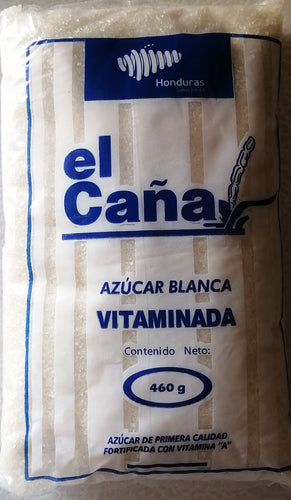 Honduras
el
Caña
AZÚCAR BLANCA
VITAMINADA
Contenido Neto:
460 g
AZÚCAR DE PRIMERA CALIDAD
FORTIFICADA CON VITAMINA "A"